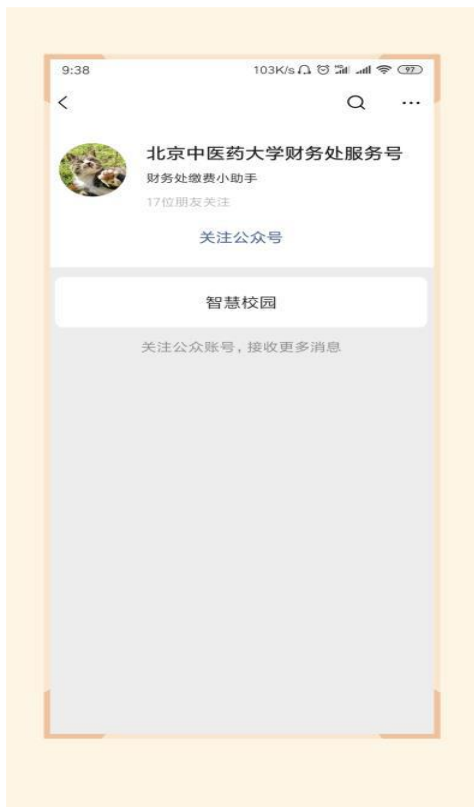 9:38
103K/s
97
北京中医药大学财务处服务号
财务处缴费小助手
17位朋友关注
关注公众号
智慧校园
关注公众账号，接收更多消息